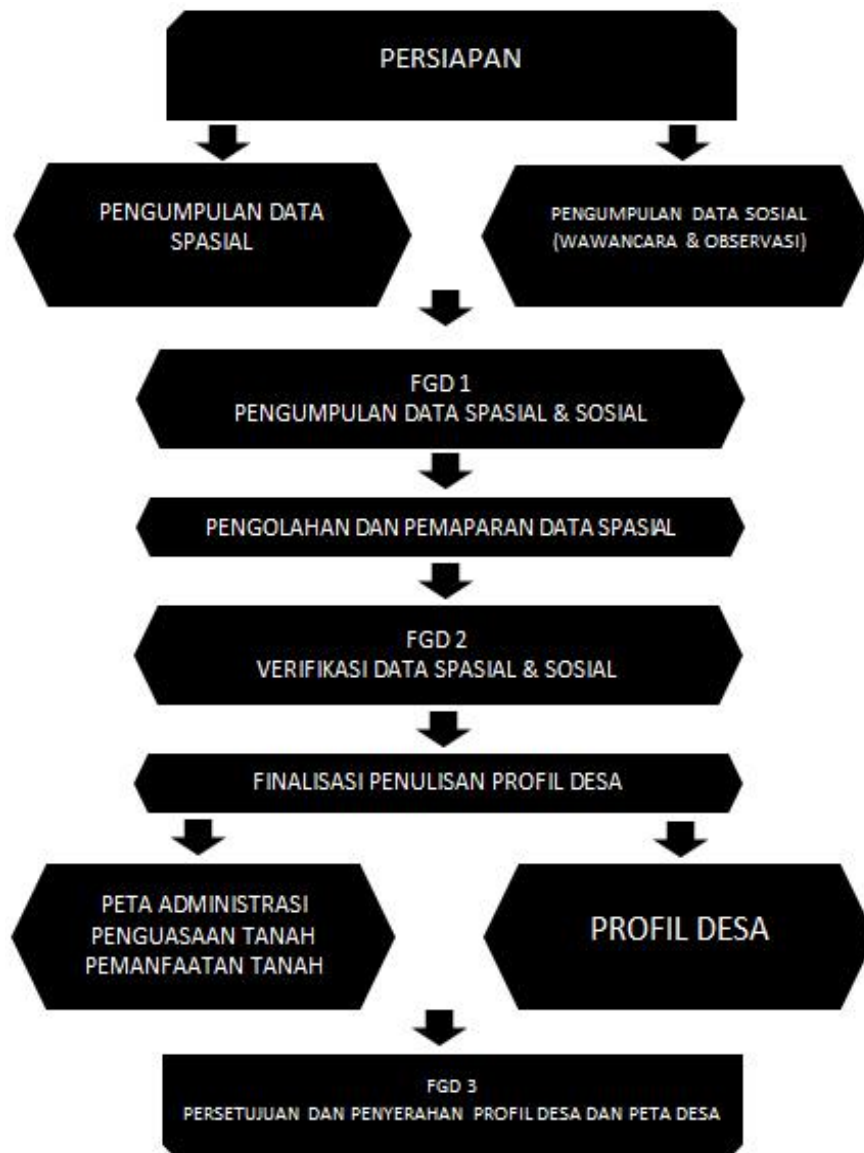 PERSIAPAN
PENGUMPULAN DATA
SPASIAL
PENGUMPULAN DATA SOSIAL
(WAWANCARA & OBSERVASI)
FGD 1
PENGUMPULAN DATA SPASIAL & SOSIAL
PENGOLAHAN DAN PEMAPARAN DATA SPASIAL
FGD 2
VERIFIKASI DATA SPASIAL & SOSIAL
FINALISASI PENULISAN PROFIL DESA
PETA ADMINISTRASI
PENGUASAAN TANAH
PEMANFAATAN TANAH
PROFIL DESA
FGD 3
PERSETUJUAN DAN PENYERAHAN PROFIL DESA DAN PETA DESA